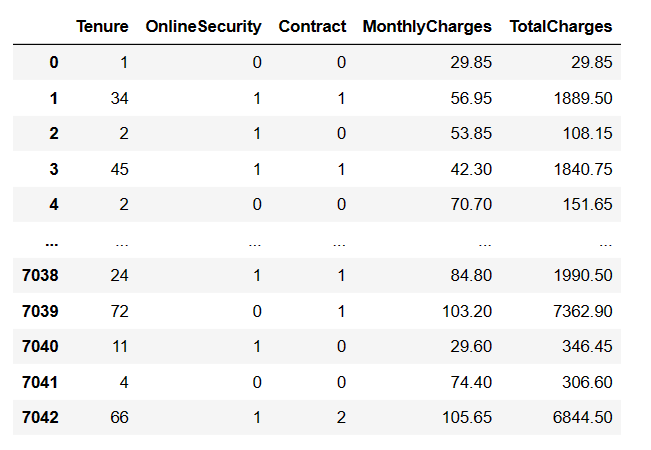 Tenure OnlineSecurity Contract MonthlyCharges TotalCharges
0 1 0 0 29.85 29.85
1 34 1 1 56.95 1889.50
2 2 1 0 53.85 108.15
3 45 1 1 42.30 1840.75
4 2 0 0 70.70 151.65
... ... ... ... ... ...
7038 24 1 1 84.80 1990.50
7039 72 0 1 103.20 7362.90
7040 11 1 0 29.60 346.45
7041 4 0 0 74.40 306.60
7042 66 1 2 105.65 6844.50